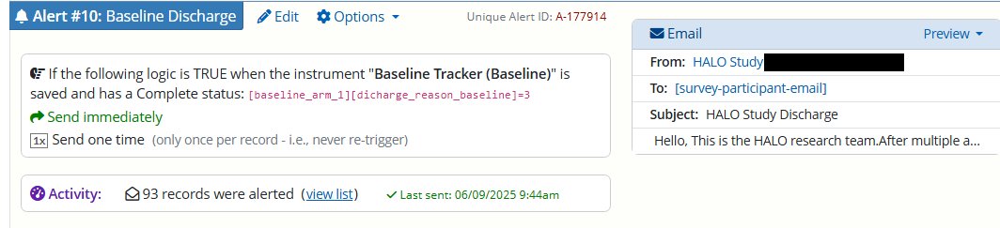 Alert #10: Baseline Discharge Edit Options Unique Alert ID: A-177914
If the following logic is TRUE when the instrument "Baseline Tracker (Baseline)" is
saved and has a Complete status: [baseline_arm_1][dicharge_reason_baseline]=3
Send immediately
1x Send one time (only once per record - i.e., never re-trigger)
Activity: 93 records were alerted (view list) Last sent: 06/09/2025 9:44am
Email Preview
From: HALO Study
To: [survey-participant-email]
Subject: HALO Study Discharge
Hello, This is the HALO research team.After multiple a...